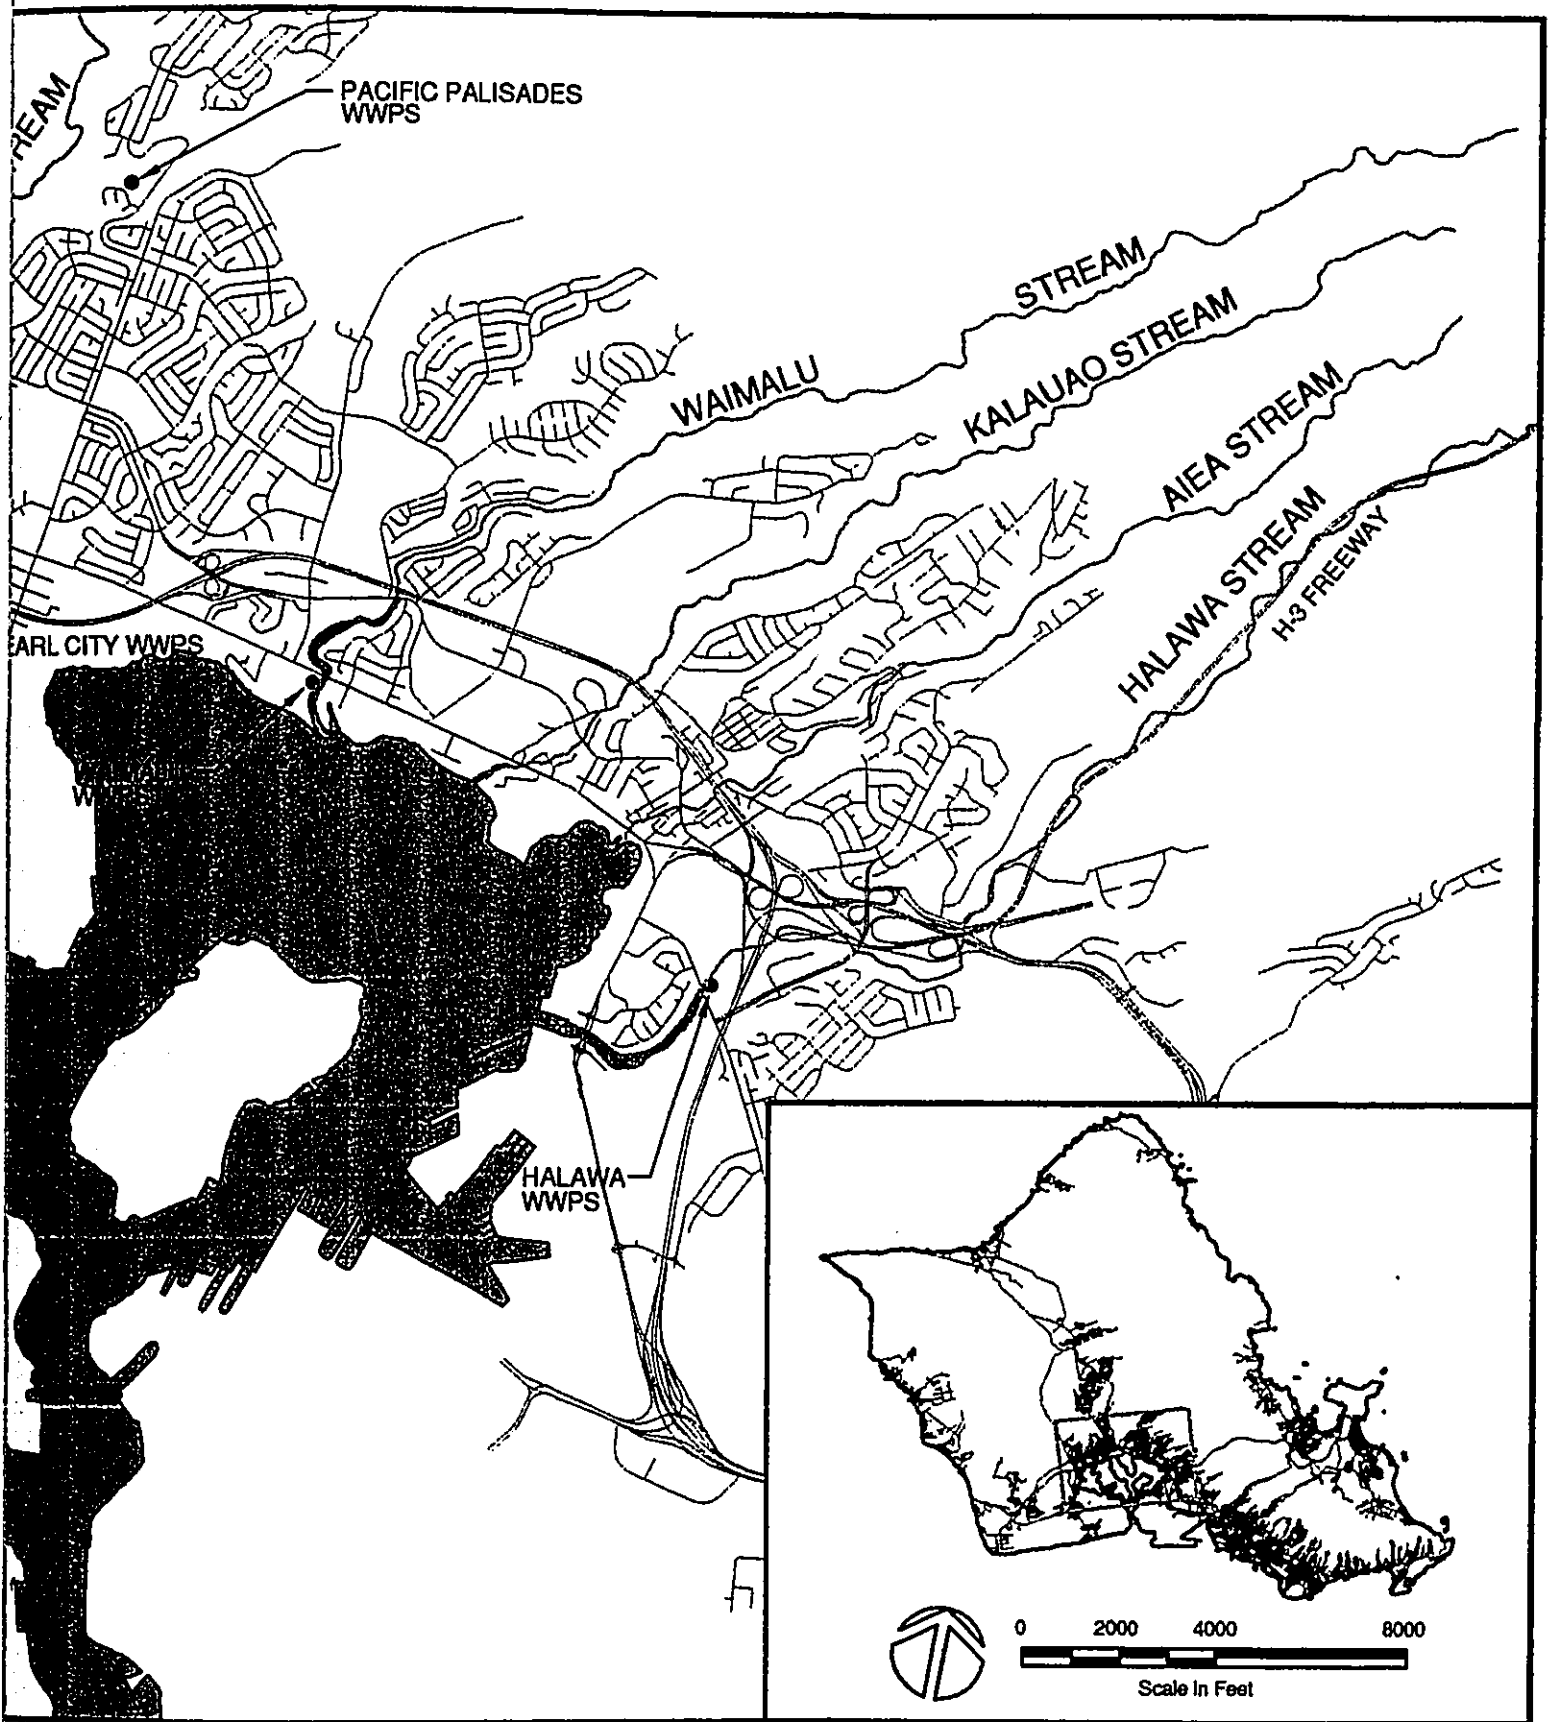 PACIFIC PALISADES
WWPS
REAM
STREAM
WAIMALU
KALAUAO STREAM
AIEA STREAM
HALAWA STREAM
H-3 FREEWAY
EARL CITY WWPS
HALAWA
WWPS
0 2000 4000 8000
Scale In Feet